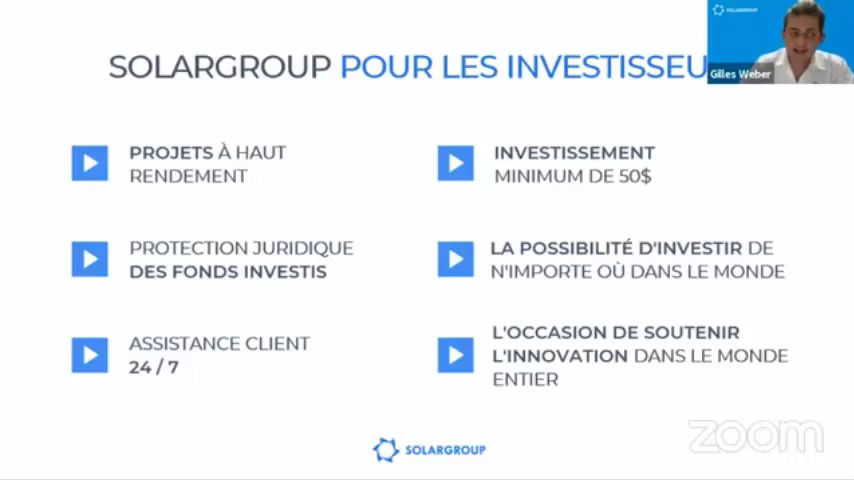 SOLARGROUP
Gilles Weber
SOLARGROUP POUR LES INVESTISSEU
PROJETS À HAUT
RENDEMENT
INVESTISSEMENT
MINIMUM DE 50$
PROTECTION JURIDIQUE
DES FONDS INVESTIS
LA POSSIBILITÉ D'INVESTIR DE
N'IMPORTE OÙ DANS LE MONDE
ASSISTANCE CLIENT
24 / 7
L'OCCASION DE SOUTENIR
L'INNOVATION DANS LE MONDE
ENTIER
SOLARGROUP
zoom